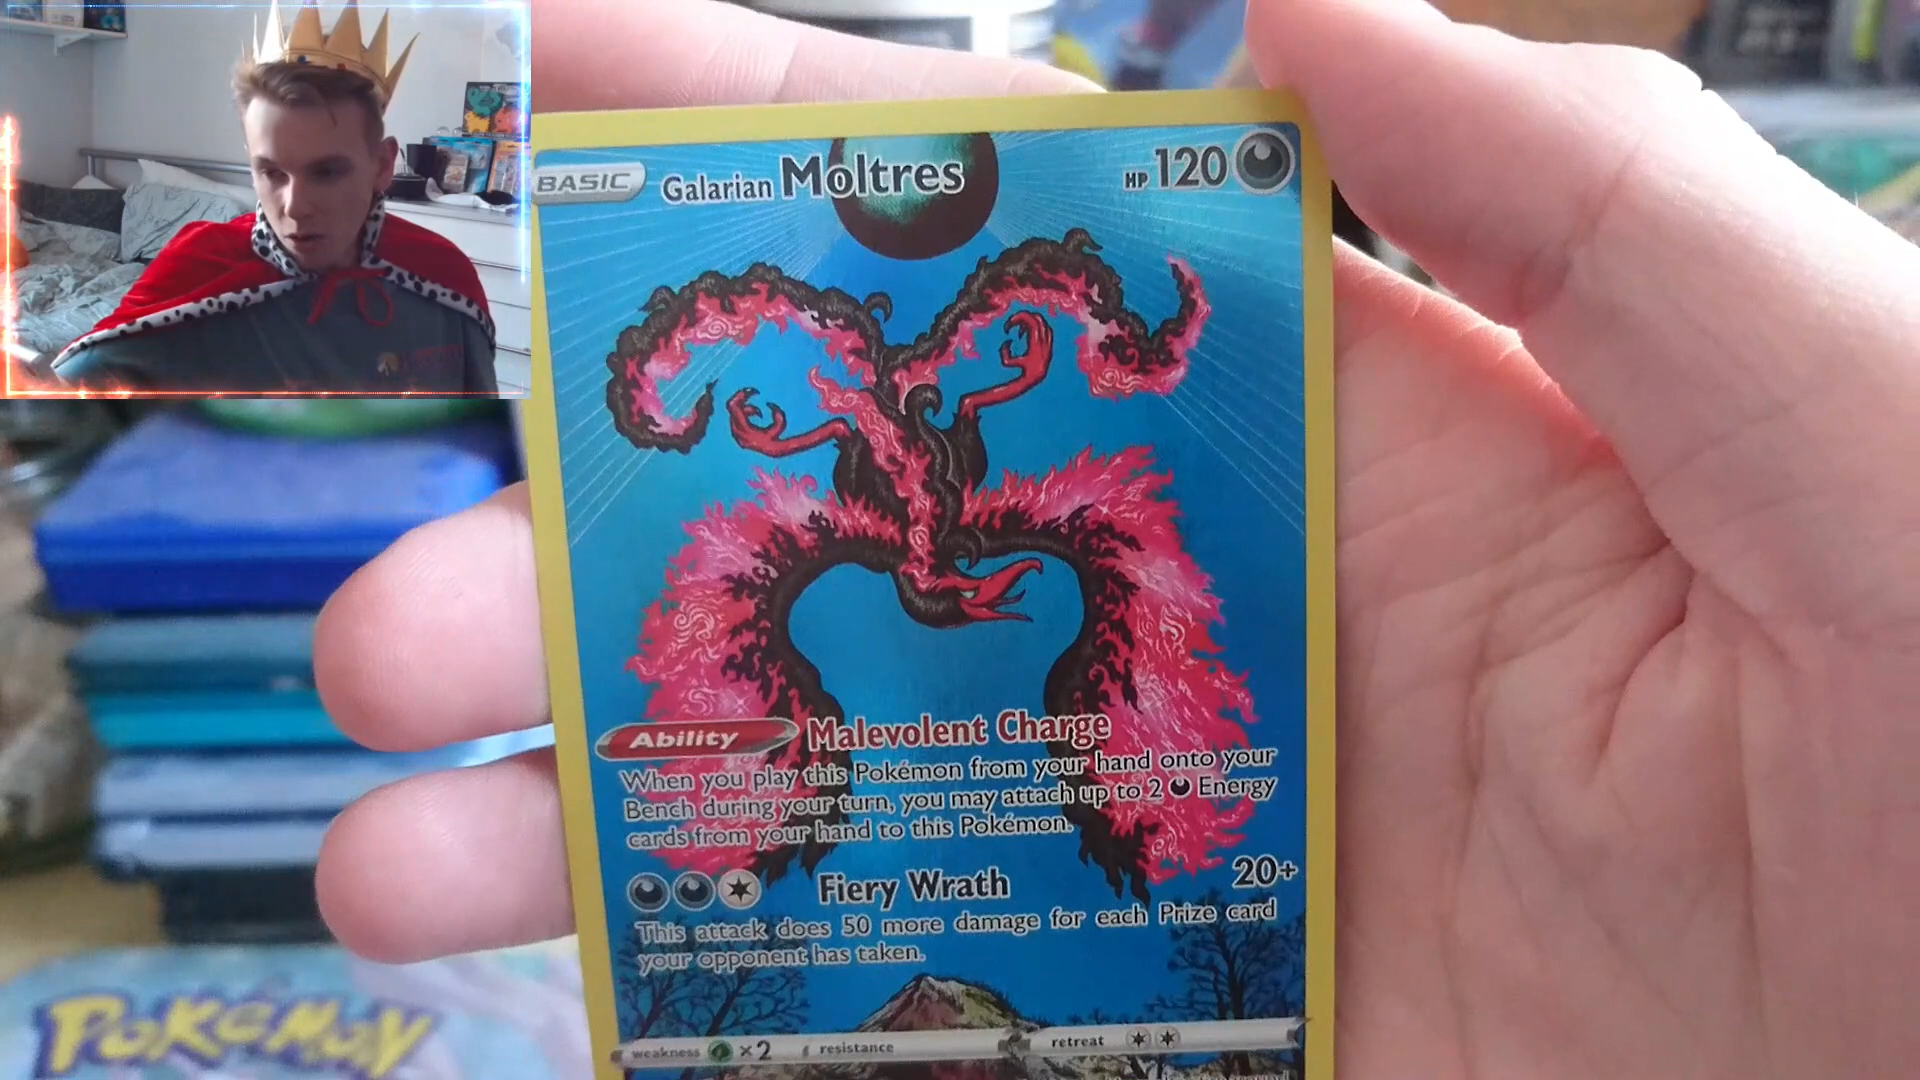 BASIC
Galarian Moltres
HP 120
Ability Malevolent Charge
When you play this Pokémon from your hand onto your
Bench during your turn, you may attach up to 2 Energy
cards from your hand to this Pokémon.
Fiery Wrath 20+
This attack does 50 more damage for each Prize card
your opponent has taken.
weakness ×2 resistance retreat
POKéMON